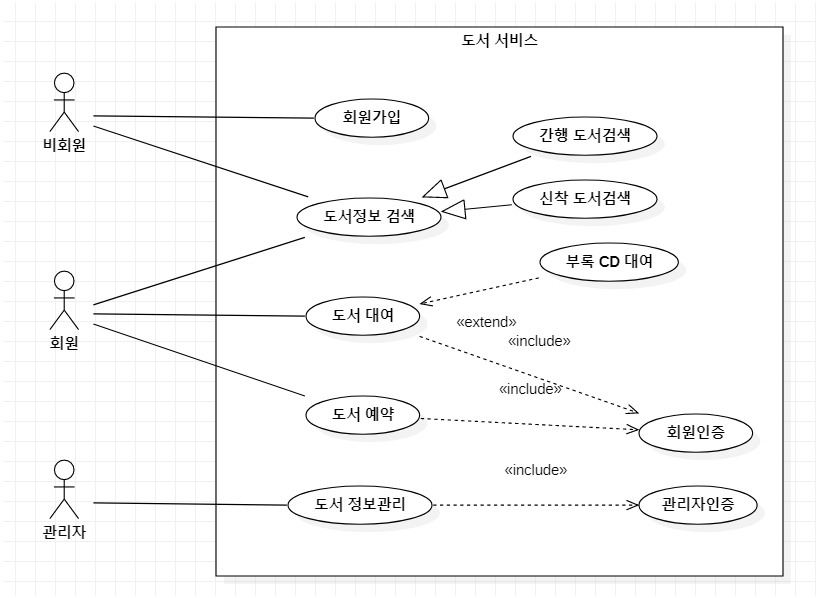 도서 서비스
비회원
회원가입
간행 도서검색
신착 도서검색
도서정보 검색
부록 CD 대여
회원
도서 대여
«extend»
«include»
«include»
도서 예약
회원인증
«include»
관리자
도서 정보관리
관리자인증